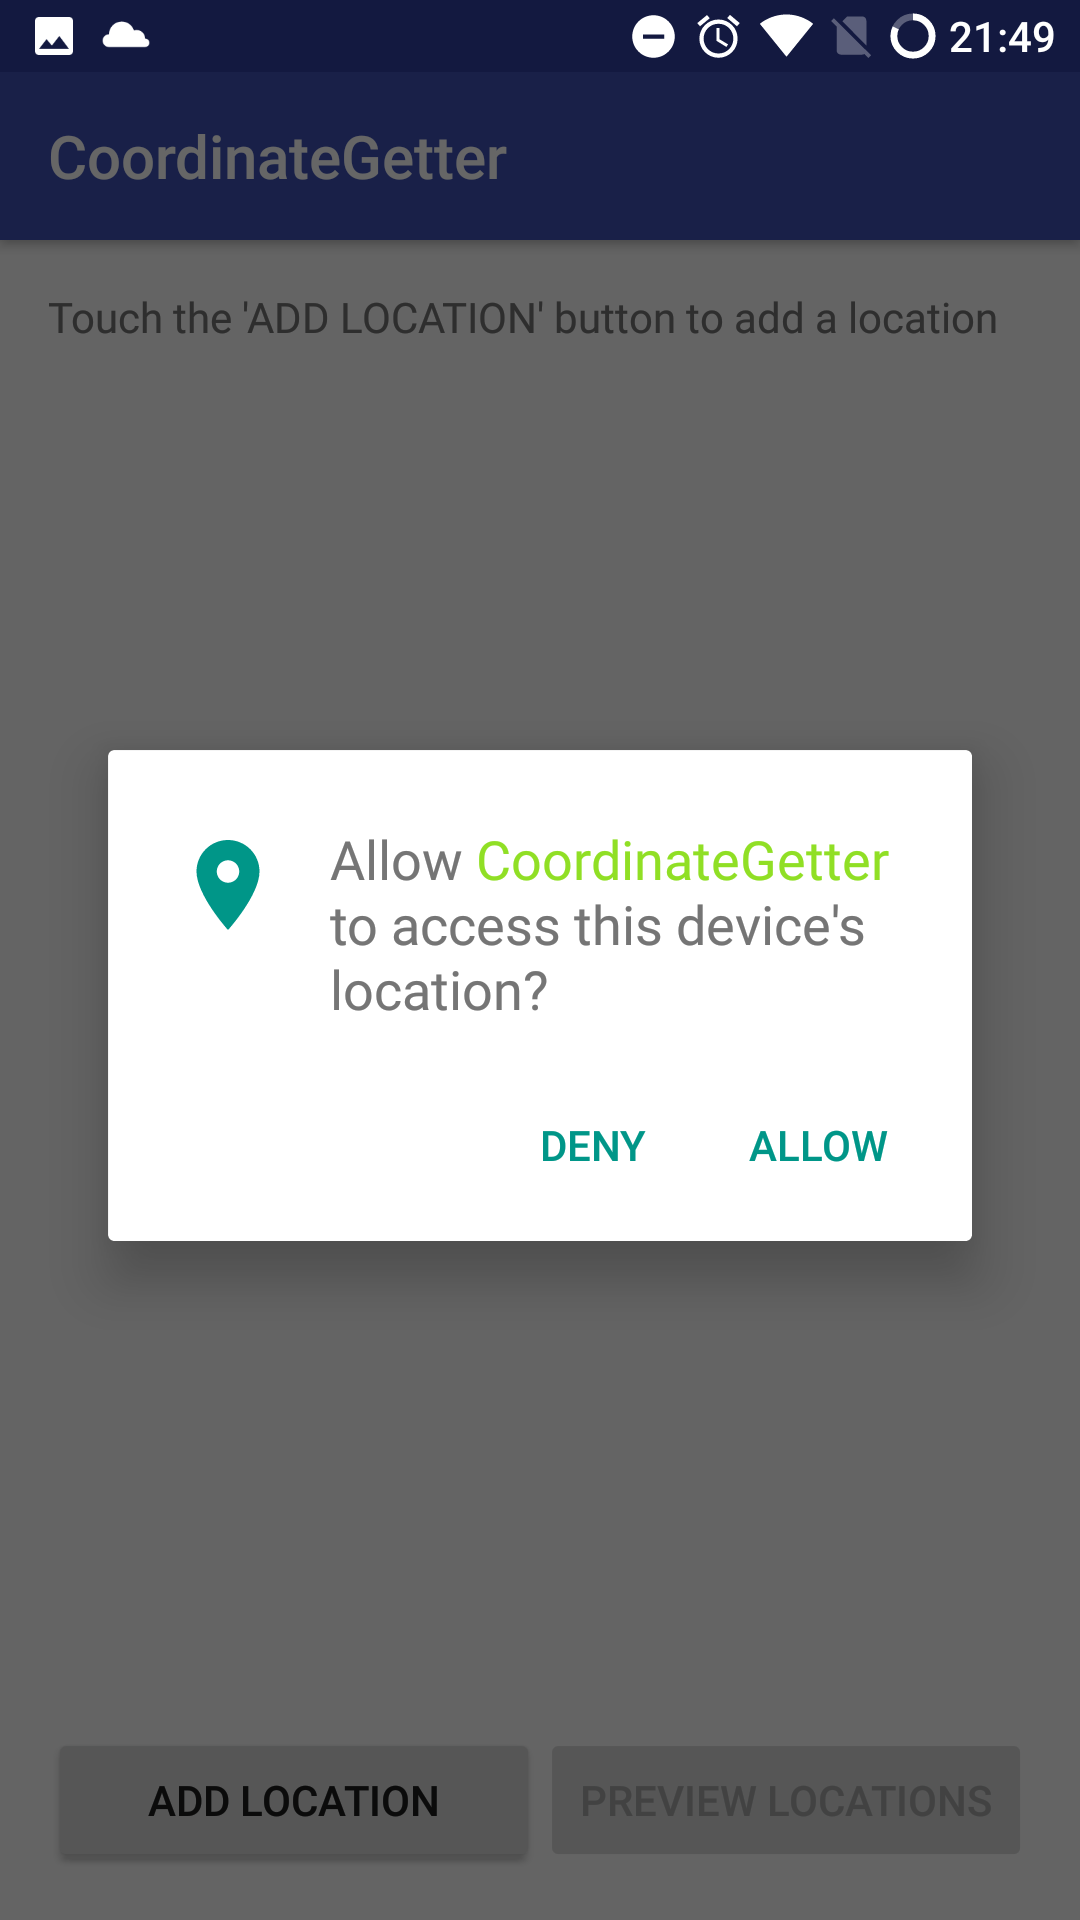 21:49
CoordinateGetter
Touch the 'ADD LOCATION' button to add a location
Allow CoordinateGetter
to access this device's
location?
DENY ALLOW
ADD LOCATION PREVIEW LOCATIONS